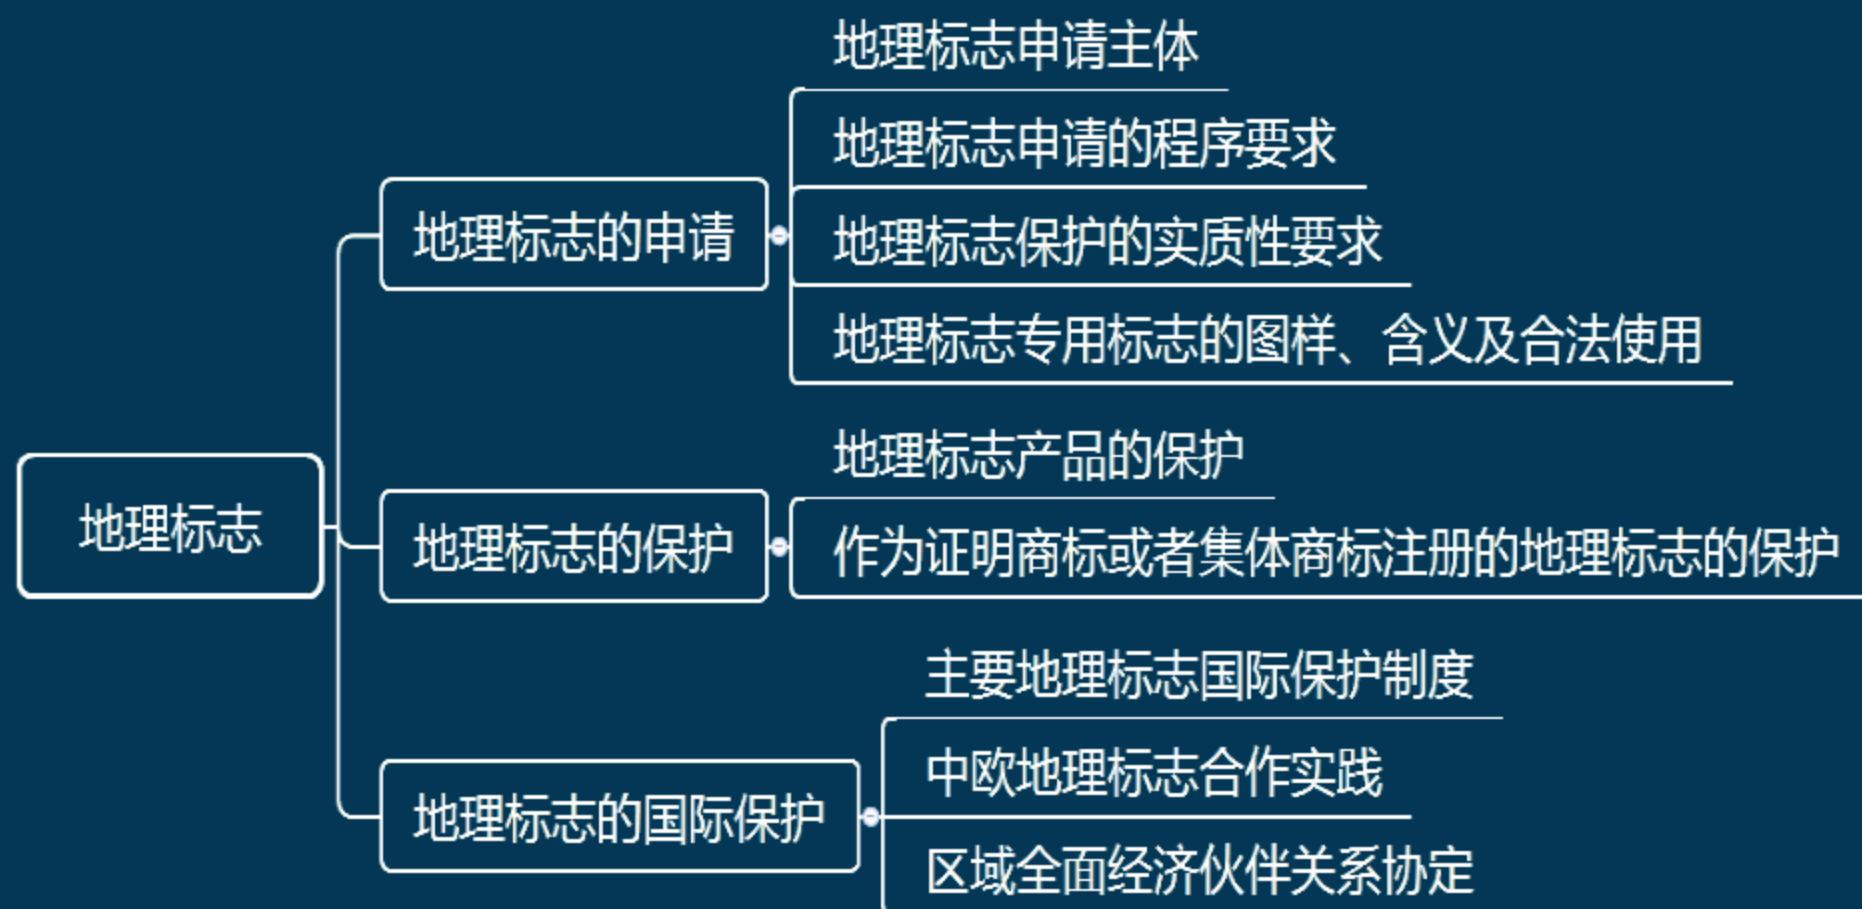 地理标志
地理标志的申请
地理标志申请主体
地理标志申请的程序要求
地理标志保护的实质性要求
地理标志专用标志的图样、含义及合法使用
地理标志的保护
地理标志产品的保护
作为证明商标或者集体商标注册的地理标志的保护
地理标志的国际保护
主要地理标志国际保护制度
中欧地理标志合作实践
区域全面经济伙伴关系协定